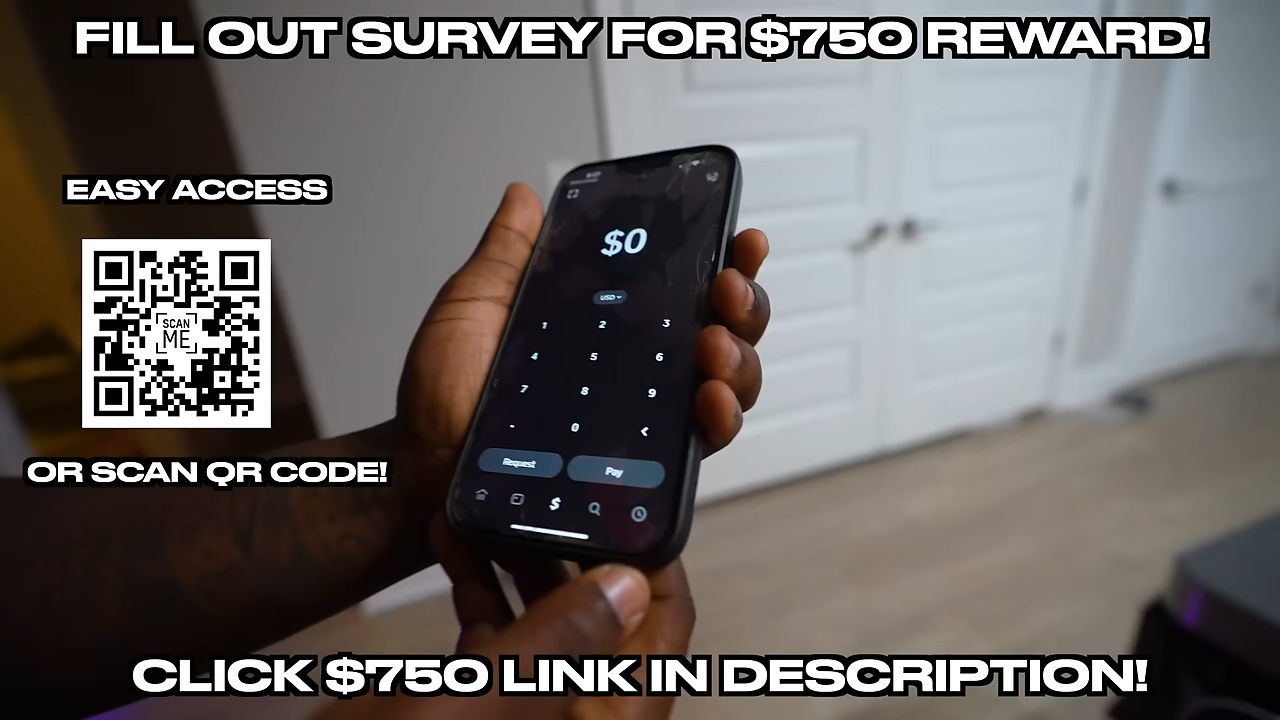 FILL OUT SURVEY FOR $750 REWARD!
EASY ACCESS
SCAN
ME
OR SCAN QR CODE!
$0
USD
1 2 3
4 5 6
7 8 9
. 0 <
Request Pay
$
CLICK $750 LINK IN DESCRIPTION!